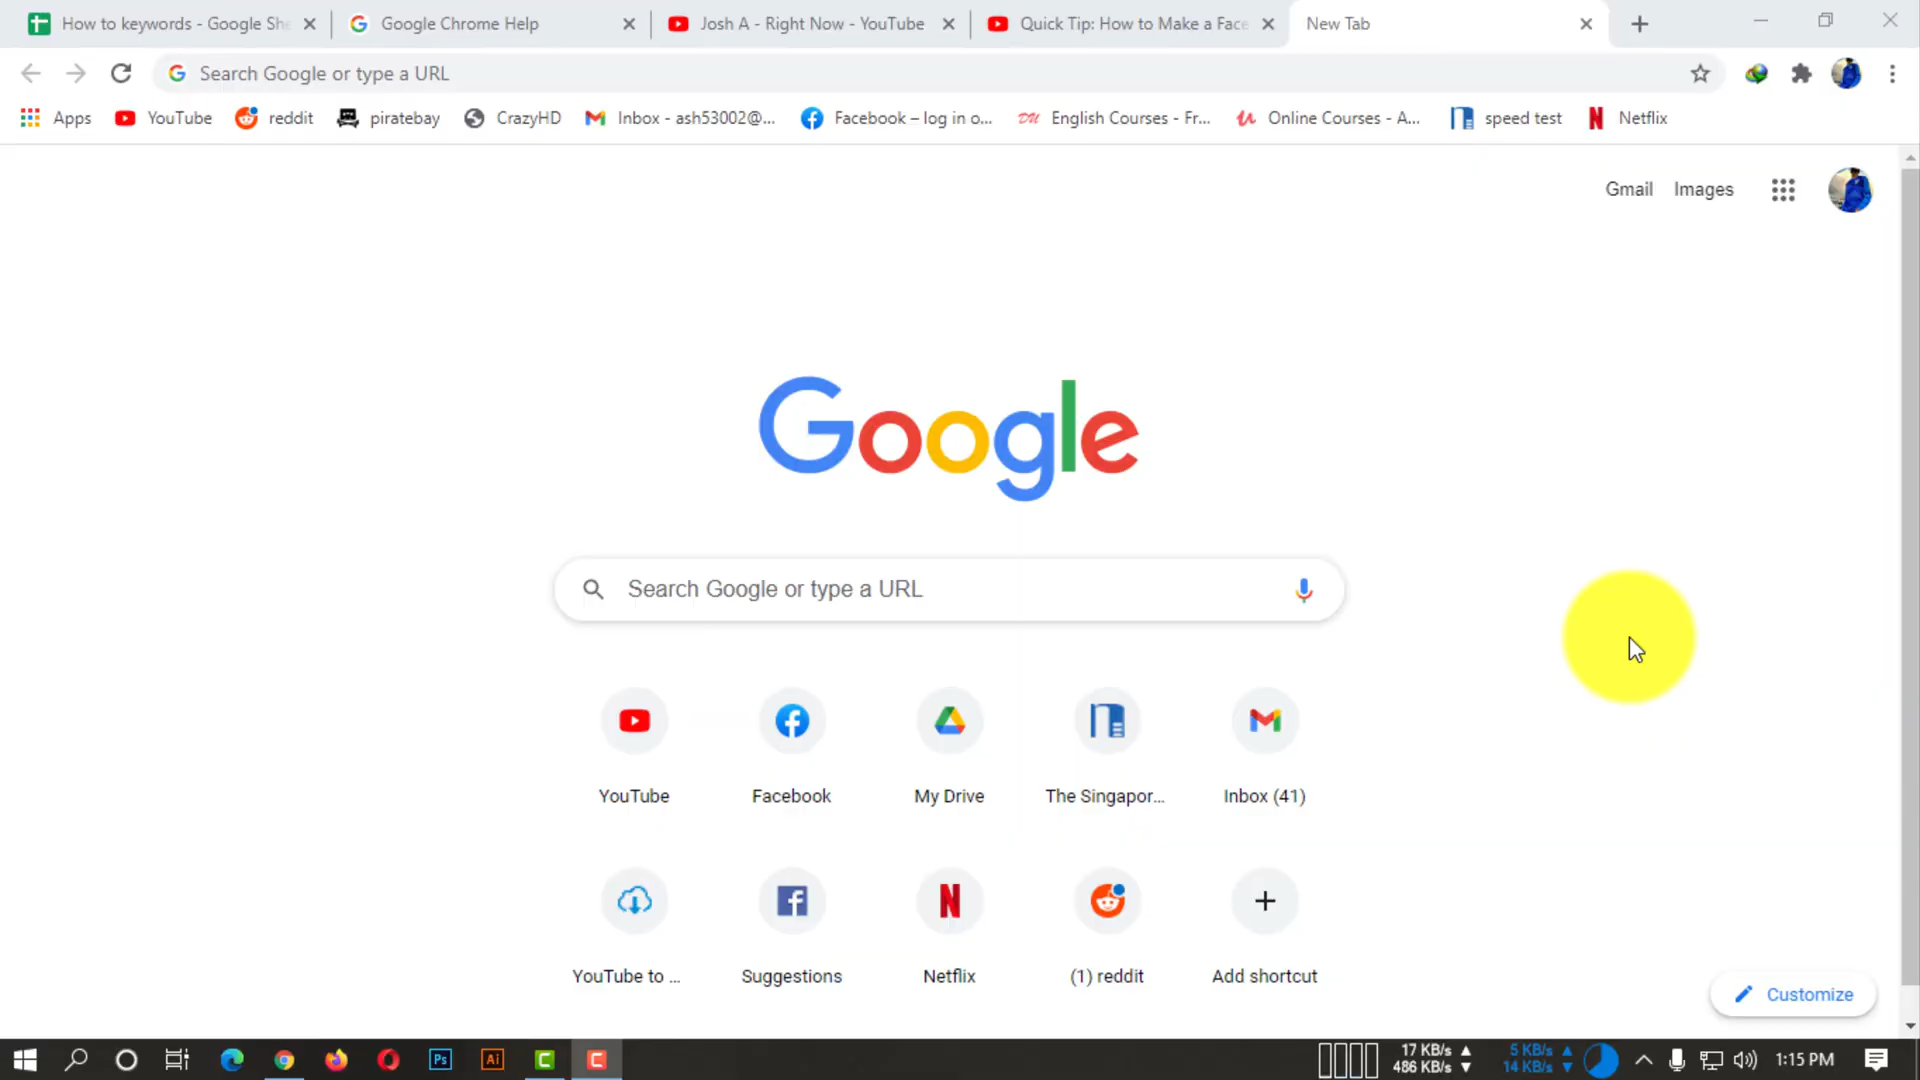 How to keywords - Google She
Google Chrome Help
Josh A - Right Now - YouTube
Quick Tip: How to Make a Face
New Tab
Search Google or type a URL
Apps
YouTube
reddit
piratebay
CrazyHD
Inbox - ash53002@...
Facebook – log in o...
DU
English Courses - Fr...
Online Courses - A...
speed test
Netflix
Gmail
Images
Google
Search Google or type a URL
YouTube
Facebook
My Drive
The Singapor...
Inbox (41)
YouTube to ...
Suggestions
Netflix
(1) reddit
Add shortcut
Customize
Ps
Ai
17 KB/s
486 KB/s
5 KB/s
14 KB/s
1:15 PM